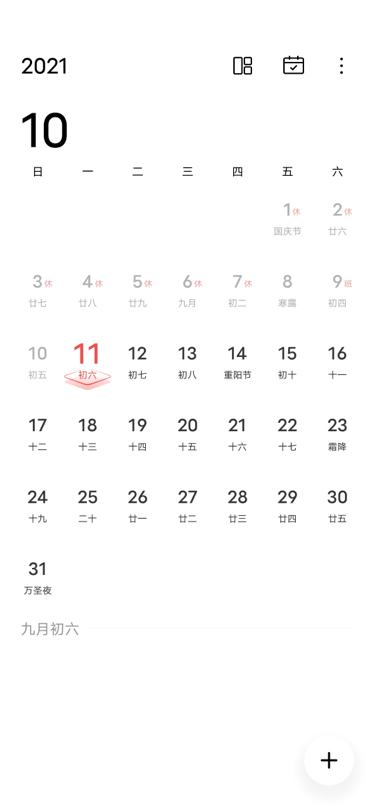 2021
10
日 一 二 三 四 五 六
1休 2休
国庆节 廿六
3休 4休 5休 6休 7休 8 9班
廿七 廿八 廿九 九月 初二 寒露 初四
10 11 12 13 14 15 16
初五 初六 初七 初八 重阳节 初十 十一
17 18 19 20 21 22 23
十二 十三 十四 十五 十六 十七 霜降
24 25 26 27 28 29 30
十九 二十 廿一 廿二 廿三 廿四 廿五
31
万圣夜
九月初六